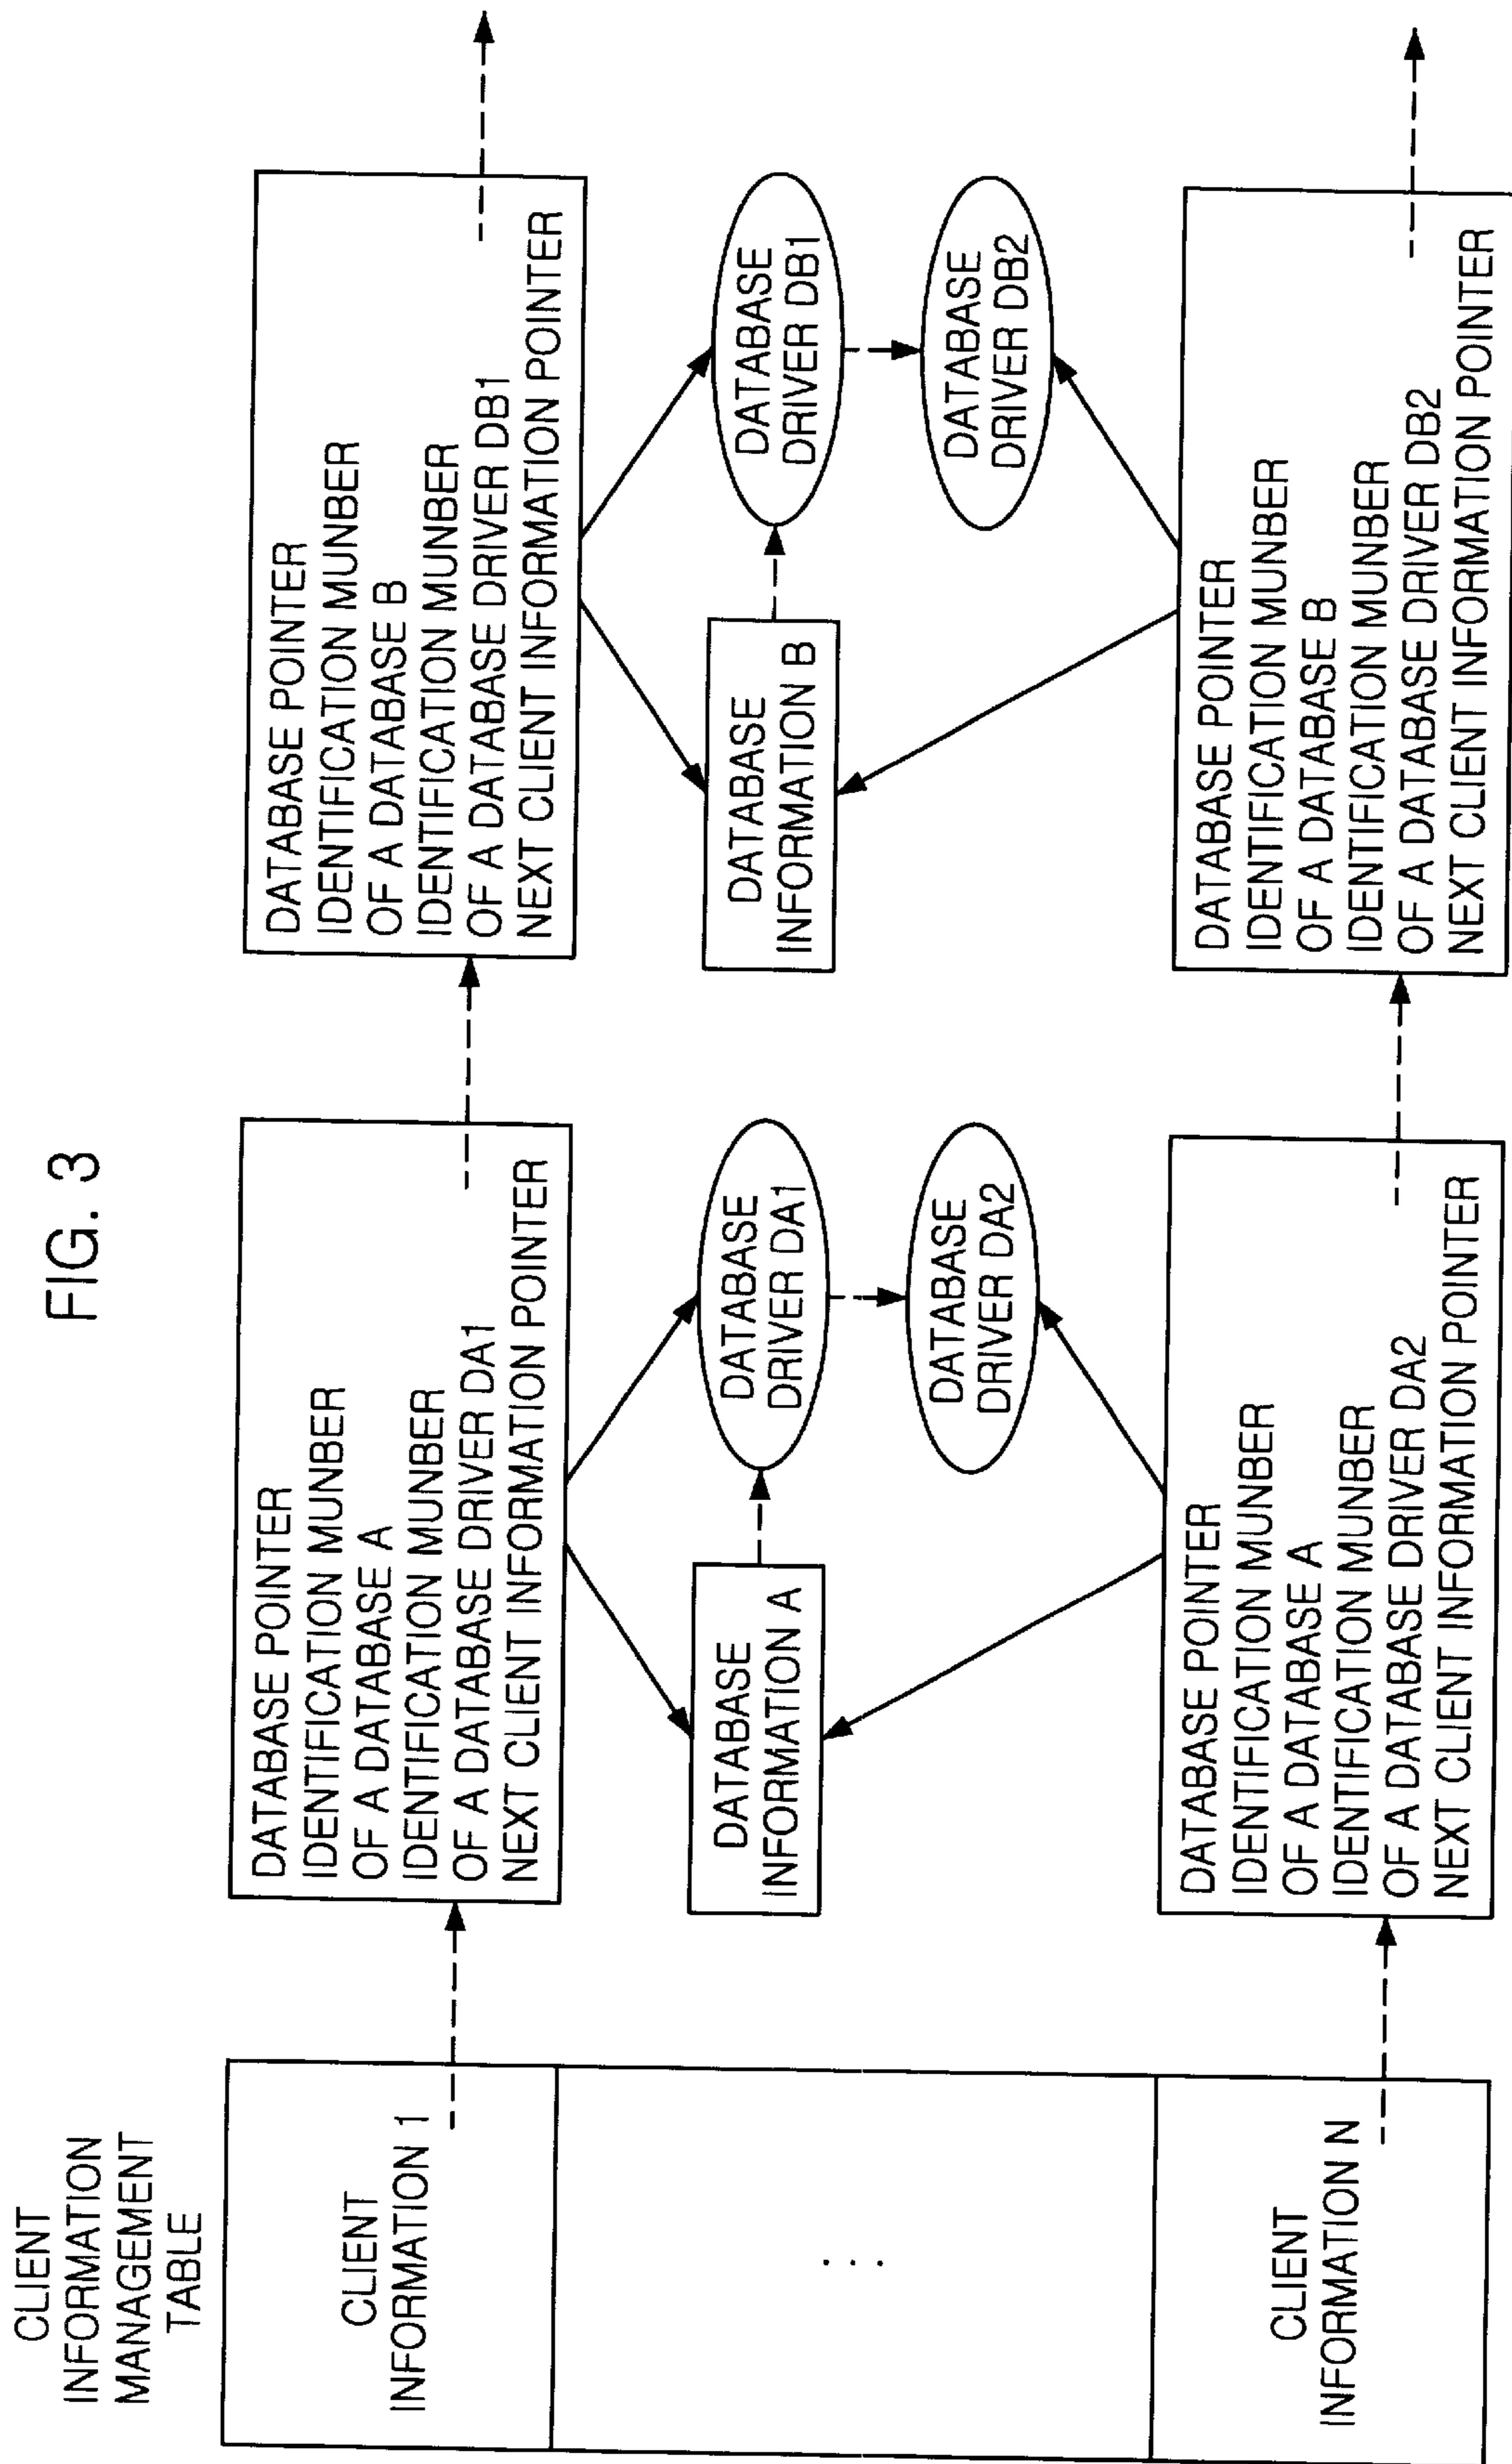 FIG. 3
CLIENT
INFORMATION
MANAGEMENT
TABLE
CLIENT
INFORMATION 1
...
CLIENT
INFORMATION N
DATABASE POINTER
IDENTIFICATION MUNBER
OF A DATABASE A
IDENTIFICATION MUNBER
OF A DATABASE DRIVER DA1
NEXT CLIENT INFORMATION POINTER
DATABASE POINTER
IDENTIFICATION MUNBER
OF A DATABASE B
IDENTIFICATION MUNBER
OF A DATABASE DRIVER DB1
NEXT CLIENT INFORMATION POINTER
DATABASE
INFORMATION A
DATABASE
DRIVER DA1
DATABASE
DRIVER DA2
DATABASE
INFORMATION B
DATABASE
DRIVER DB1
DATABASE
DRIVER DB2
DATABASE POINTER
IDENTIFICATION MUNBER
OF A DATABASE A
IDENTIFICATION MUNBER
OF A DATABASE DRIVER DA2
NEXT CLIENT INFORMATION POINTER
DATABASE POINTER
IDENTIFICATION MUNBER
OF A DATABASE B
IDENTIFICATION MUNBER
OF A DATABASE DRIVER DB2
NEXT CLIENT INFORMATION POINTER